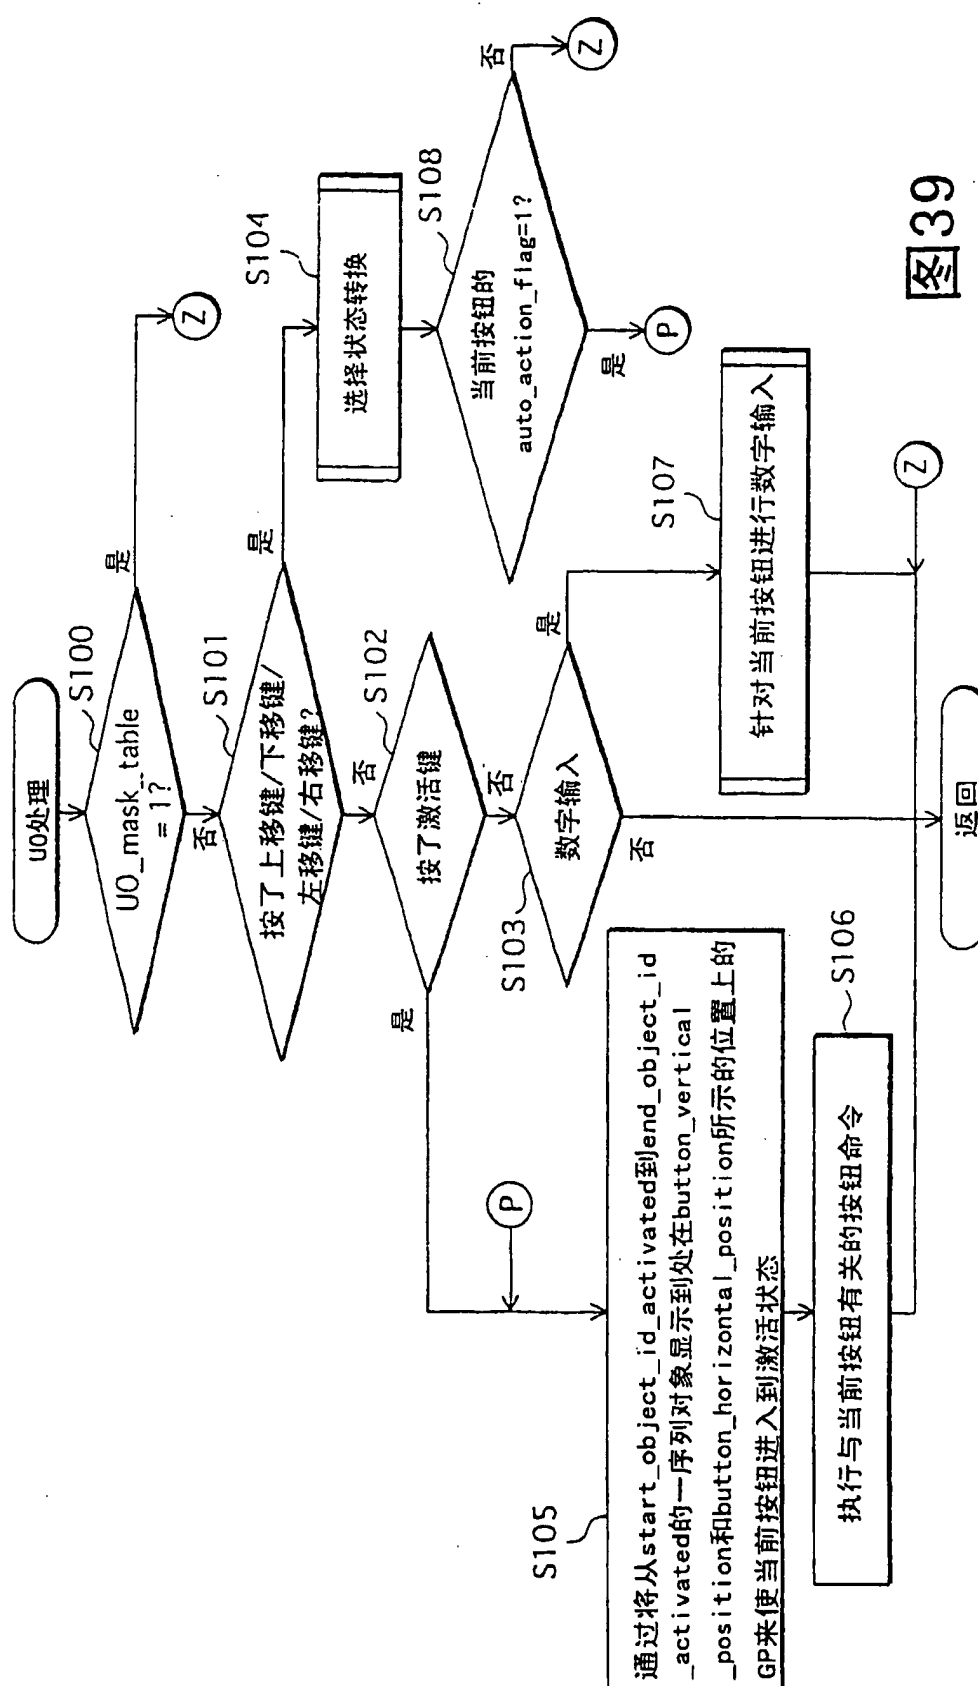 UO处理
S100
UO_mask_table
= 1?
是
Z
否
S101
按了上移键/下移键/
左移键/右移键?
是
S104
选择状态转换
S108
当前按钮的
auto_action_flag=1?
否
Z
是
P
否
S102
按了激活键
是
P
否
S103
数字输入
是
S107
针对当前按钮进行数字输入
Z
否
S105
通过将从start_object_id_activated到end_object_id
_activated的一序列对象显示到处在button_vertical
_position和button_horizontal_position所示的位置上的
GP来使当前按钮进入到激活状态
S106
执行与当前按钮有关的按钮命令
返回
图39